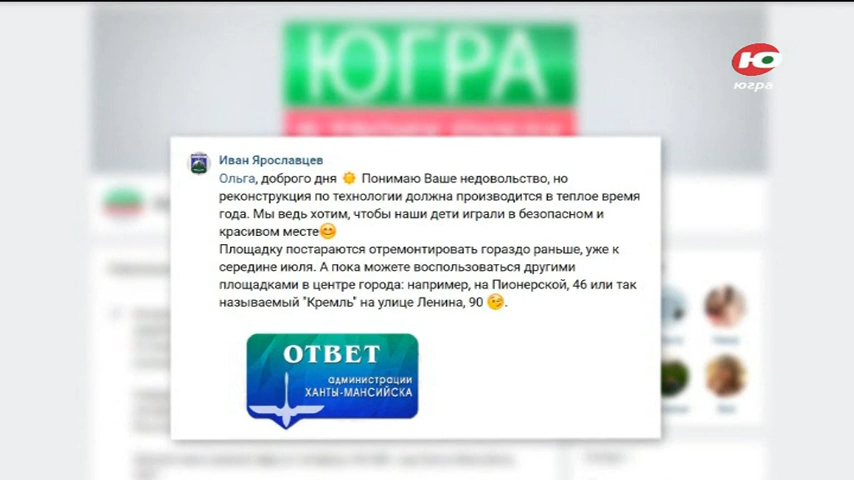 ЮГРА
Ю
югра
Иван Ярославцев
Ольга, доброго дня Понимаю Ваше недовольство, но
реконструкция по технологии должна производится в теплое время
года. Мы ведь хотим, чтобы наши дети играли в безопасном и
красивом месте
Площадку постараются отремонтировать гораздо раньше, уже к
середине июля. А пока можете воспользоваться другими
площадками в центре города: например, на Пионерской, 46 или так
называемый "Кремль" на улице Ленина, 90 .
ОТВЕТ
администрации
ХАНТЫ-МАНСИЙСКА